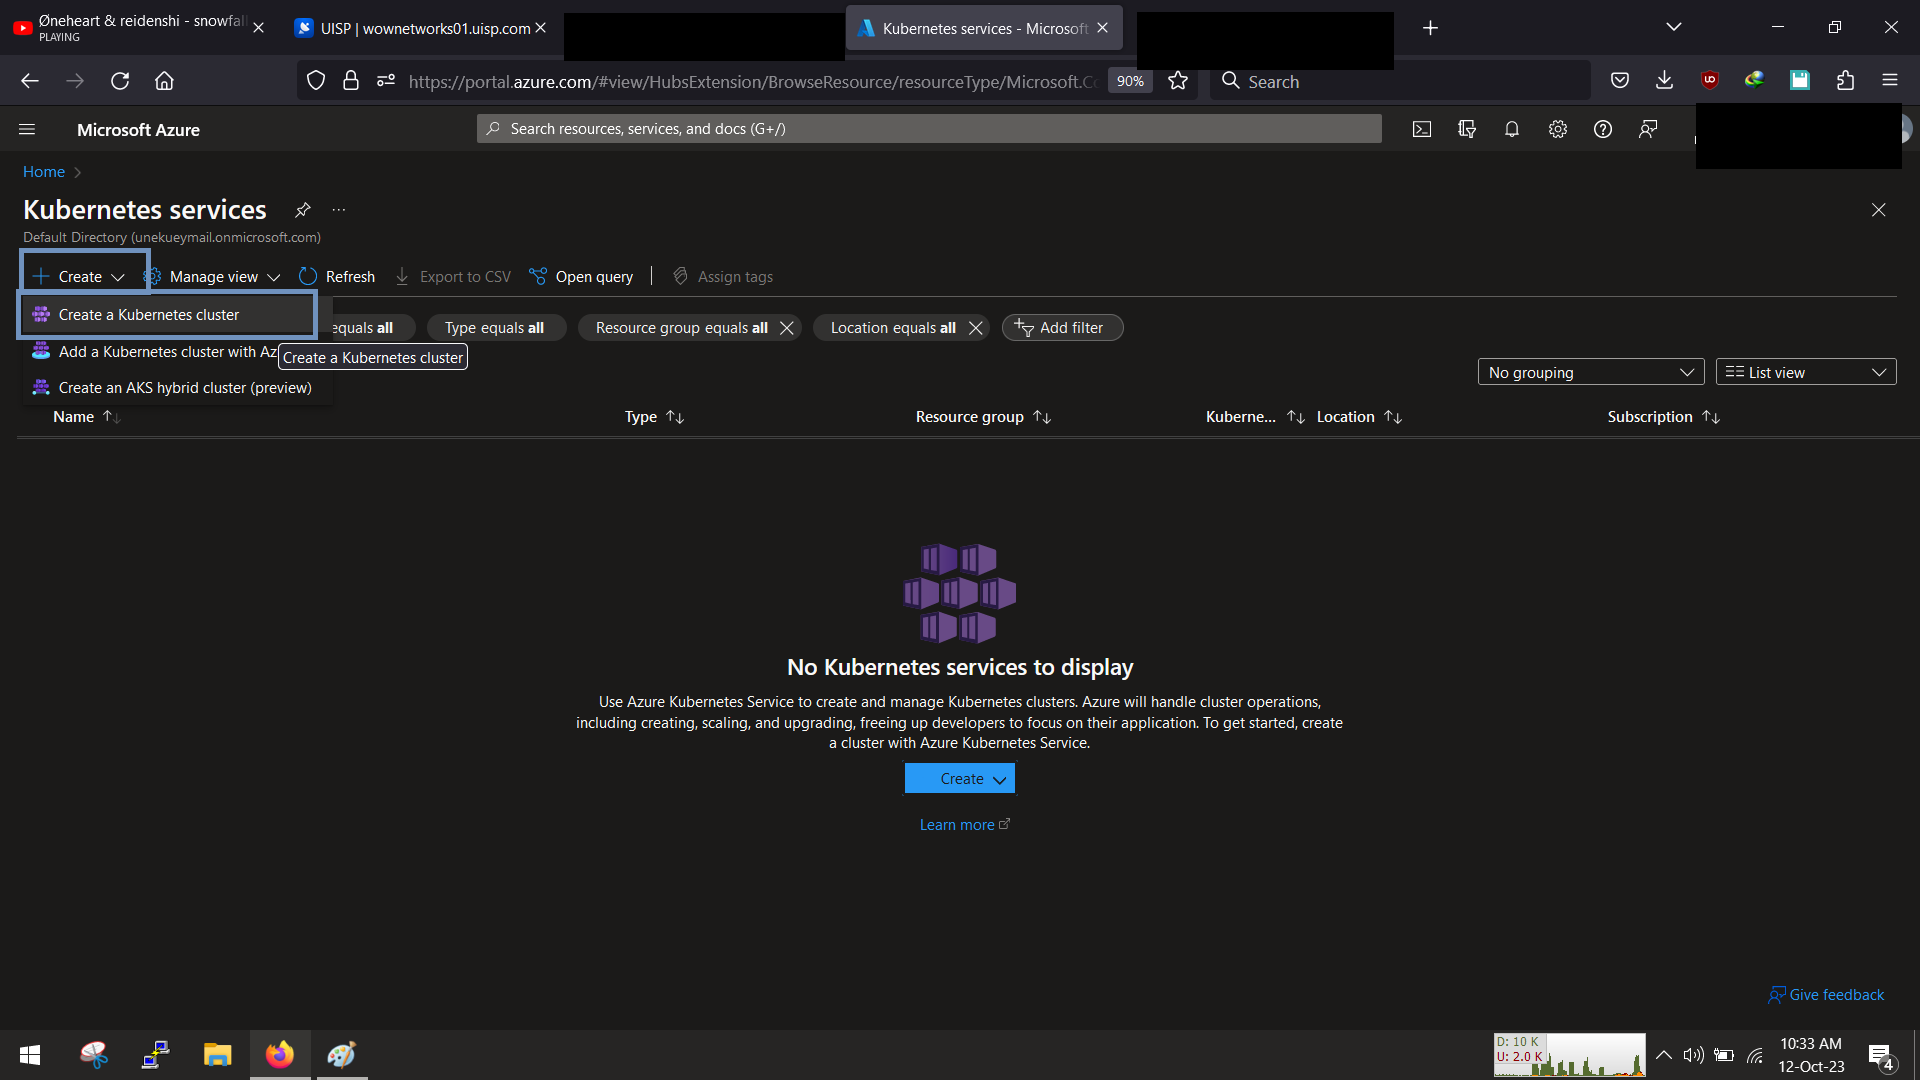 Øneheart & reidenshi - snowfall
PLAYING
UISP | wownetworks01.uisp.com
Kubernetes services - Microsoft
https://portal.azure.com/#view/HubsExtension/BrowseResource/resourceType/Microsoft.Co
90%
Search
Microsoft Azure
Search resources, services, and docs (G+/)
Home
Kubernetes services
Default Directory (unekueymail.onmicrosoft.com)
Create
Manage view
Refresh
Export to CSV
Open query
Assign tags
Create a Kubernetes cluster
equals all
Type equals all
Resource group equals all
Location equals all
Add filter
Add a Kubernetes cluster with Az
Create a Kubernetes cluster
Create an AKS hybrid cluster (preview)
No grouping
List view
Name
Type
Resource group
Kuberne...
Location
Subscription
No Kubernetes services to display
Use Azure Kubernetes Service to create and manage Kubernetes clusters. Azure will handle cluster operations,
including creating, scaling, and upgrading, freeing up developers to focus on their application. To get started, create
a cluster with Azure Kubernetes Service.
Create
Learn more
Give feedback
D: 10 K
U: 2.0 K
10:33 AM
12-Oct-23
4